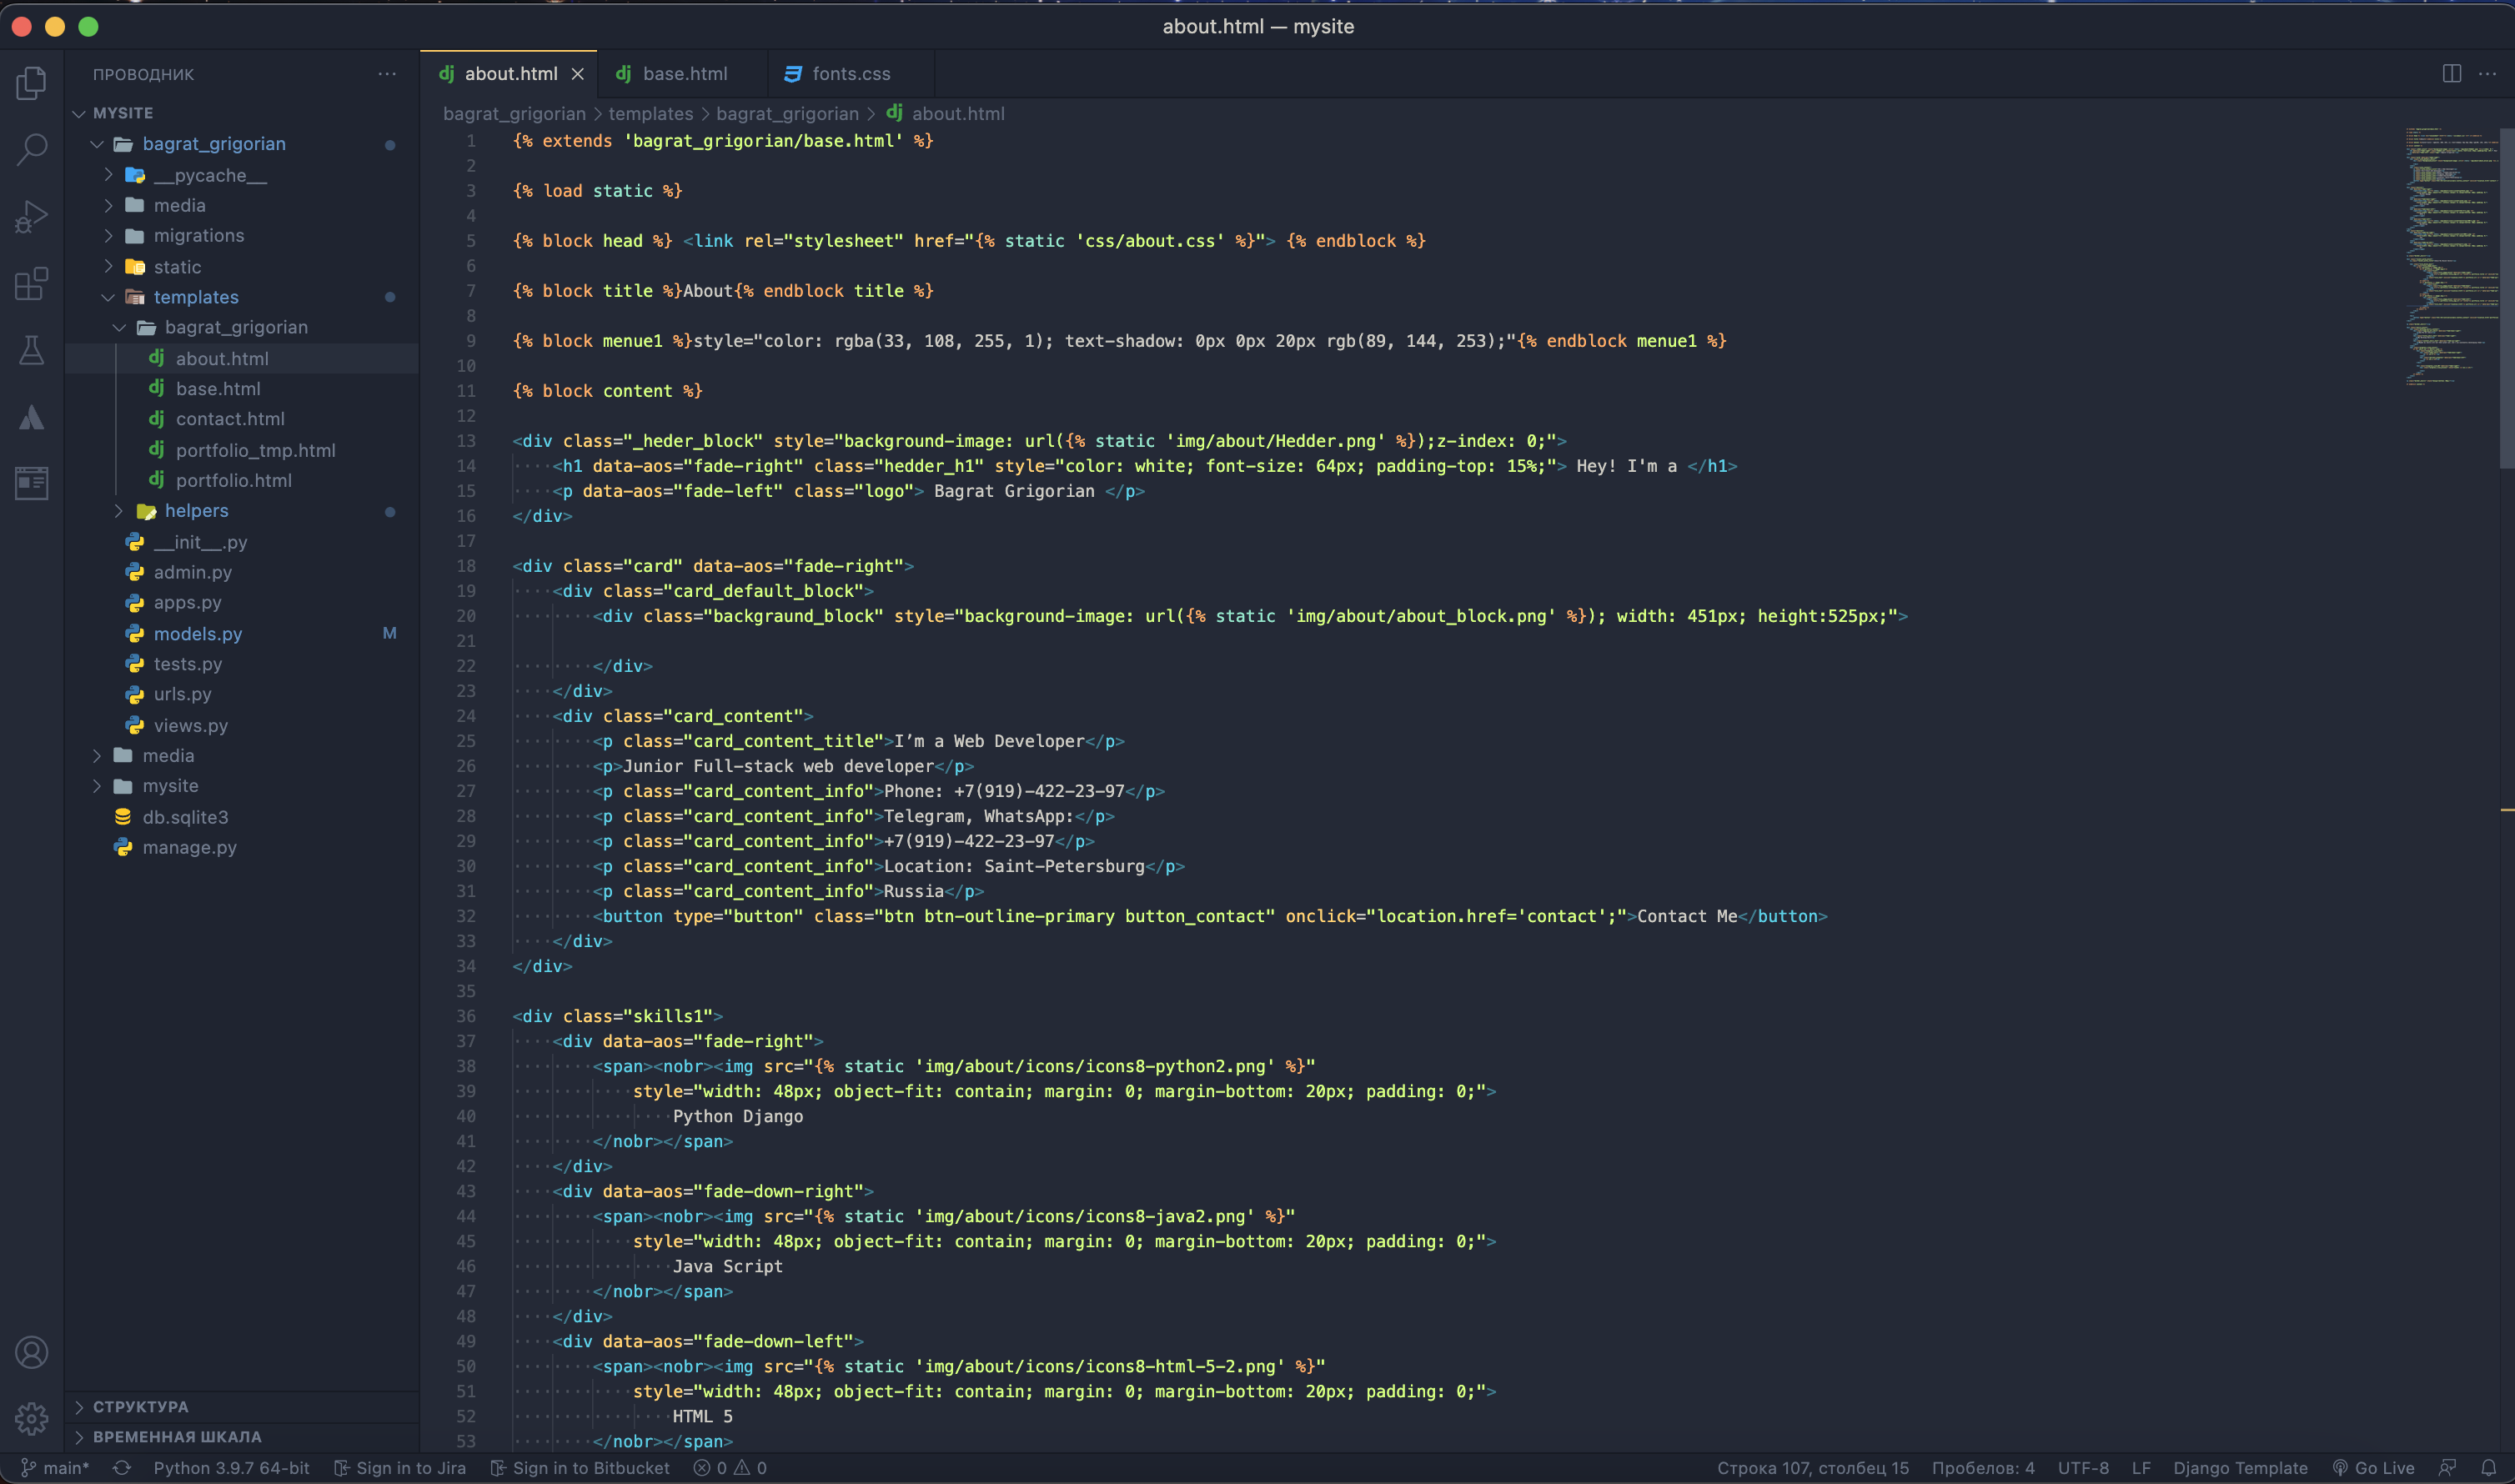 about.html — mysite
ПРОВОДНИК
MYSITE
bagrat_grigorian
__pycache__
media
migrations
static
templates
bagrat_grigorian
about.html
base.html
contact.html
portfolio_tmp.html
portfolio.html
helpers
__init__.py
admin.py
apps.py
models.py M
tests.py
urls.py
views.py
media
mysite
db.sqlite3
manage.py
СТРУКТУРА
ВРЕМЕННАЯ ШКАЛА
about.html base.html fonts.css
bagrat_grigorian > templates > bagrat_grigorian > about.html
1 {% extends 'bagrat_grigorian/base.html' %}
2
3 {% load static %}
4
5 {% block head %} <link rel="stylesheet" href="{% static 'css/about.css' %}"> {% endblock %}
6
7 {% block title %}About{% endblock title %}
8
9 {% block menue1 %}style="color: rgba(33, 108, 255, 1); text-shadow: 0px 0px 20px rgb(89, 144, 253);"{% endblock menue1 %}
10
11 {% block content %}
12
13 <div class="_heder_block" style="background-image: url({% static 'img/about/Hedder.png' %});z-index: 0;">
14 <h1 data-aos="fade-right" class="hedder_h1" style="color: white; font-size: 64px; padding-top: 15%;"> Hey! I'm a </h1>
15 <p data-aos="fade-left" class="logo"> Bagrat Grigorian </p>
16 </div>
17
18 <div class="card" data-aos="fade-right">
19 <div class="card_default_block">
20 <div class="backgraund_block" style="background-image: url({% static 'img/about/about_block.png' %}); width: 451px; height:525px;">
21
22 </div>
23 </div>
24 <div class="card_content">
25 <p class="card_content_title">I’m a Web Developer</p>
26 <p>Junior Full-stack web developer</p>
27 <p class="card_content_info">Phone: +7(919)-422-23-97</p>
28 <p class="card_content_info">Telegram, WhatsApp:</p>
29 <p class="card_content_info">+7(919)-422-23-97</p>
30 <p class="card_content_info">Location: Saint-Petersburg</p>
31 <p class="card_content_info">Russia</p>
32 <button type="button" class="btn btn-outline-primary button_contact" onclick="location.href='contact';">Contact Me</button>
33 </div>
34 </div>
35
36 <div class="skills1">
37 <div data-aos="fade-right">
38 <span><nobr><img src="{% static 'img/about/icons/icons8-python2.png' %}"
39 style="width: 48px; object-fit: contain; margin: 0; margin-bottom: 20px; padding: 0;">
40 Python Django
41 </nobr></span>
42 </div>
43 <div data-aos="fade-down-right">
44 <span><nobr><img src="{% static 'img/about/icons/icons8-java2.png' %}"
45 style="width: 48px; object-fit: contain; margin: 0; margin-bottom: 20px; padding: 0;">
46 Java Script
47 </nobr></span>
48 </div>
49 <div data-aos="fade-down-left">
50 <span><nobr><img src="{% static 'img/about/icons/icons8-html-5-2.png' %}"
51 style="width: 48px; object-fit: contain; margin: 0; margin-bottom: 20px; padding: 0;">
52 HTML 5
53 </nobr></span>
main* Python 3.9.7 64-bit Sign in to Jira Sign in to Bitbucket 0 0 Строка 107, столбец 15 Пробелов: 4 UTF-8 LF Django Template Go Live